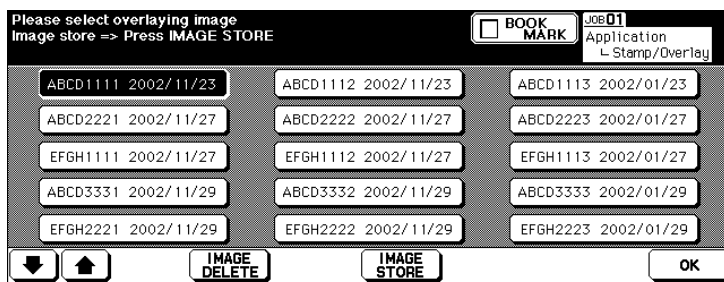 Please select overlaying image
Image store => Press IMAGE STORE
BOOK MARK
JOB01
Application
└ Stamp/Overlay
ABCD1111 2002/11/23
ABCD1112 2002/11/23
ABCD1113 2002/01/23
ABCD2221 2002/11/27
ABCD2222 2002/11/27
ABCD2223 2002/01/27
EFGH1111 2002/11/27
EFGH1112 2002/11/27
EFGH1113 2002/01/27
ABCD3331 2002/11/29
ABCD3332 2002/11/29
ABCD3333 2002/01/29
EFGH2221 2002/11/29
EFGH2222 2002/11/29
EFGH2223 2002/01/29
IMAGE DELETE
IMAGE STORE
OK